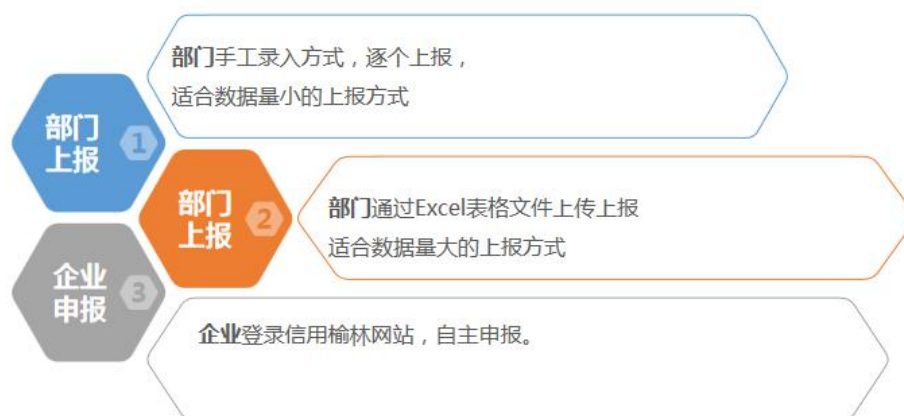 部门手工录入方式，逐个上报，
适合数据量小的上报方式
部门
上报
1
部门
上报
2
部门通过Excel表格文件上传上报
适合数据量大的上报方式
企业
申报
3
企业登录信用榆林网站，自主申报。